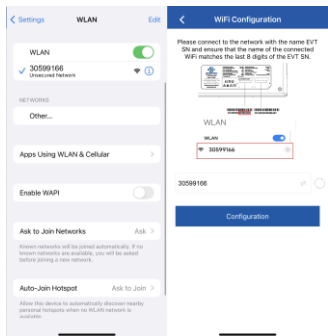 Settings
WLAN
Edit
WLAN
30599166
Unsecured Network
NETWORKS
Other...
Apps Using WLAN & Cellular
Enable WAPI
Ask to Join Networks
Ask
Known networks will be joined automatically. If no
known networks are available, you will be asked
before joining a new network.
Auto-Join Hotspot
Ask to Join
Allow this device to automatically discover nearby
personal hotspots when no WLAN network is
available.
WiFi Configuration
Please connect to the network with the name EVT
SN and ensure that the name of the connected
WiFi matches the last 8 digits of the EVT SN.
WLAN
WLAN
30599166
30599166
Configuration